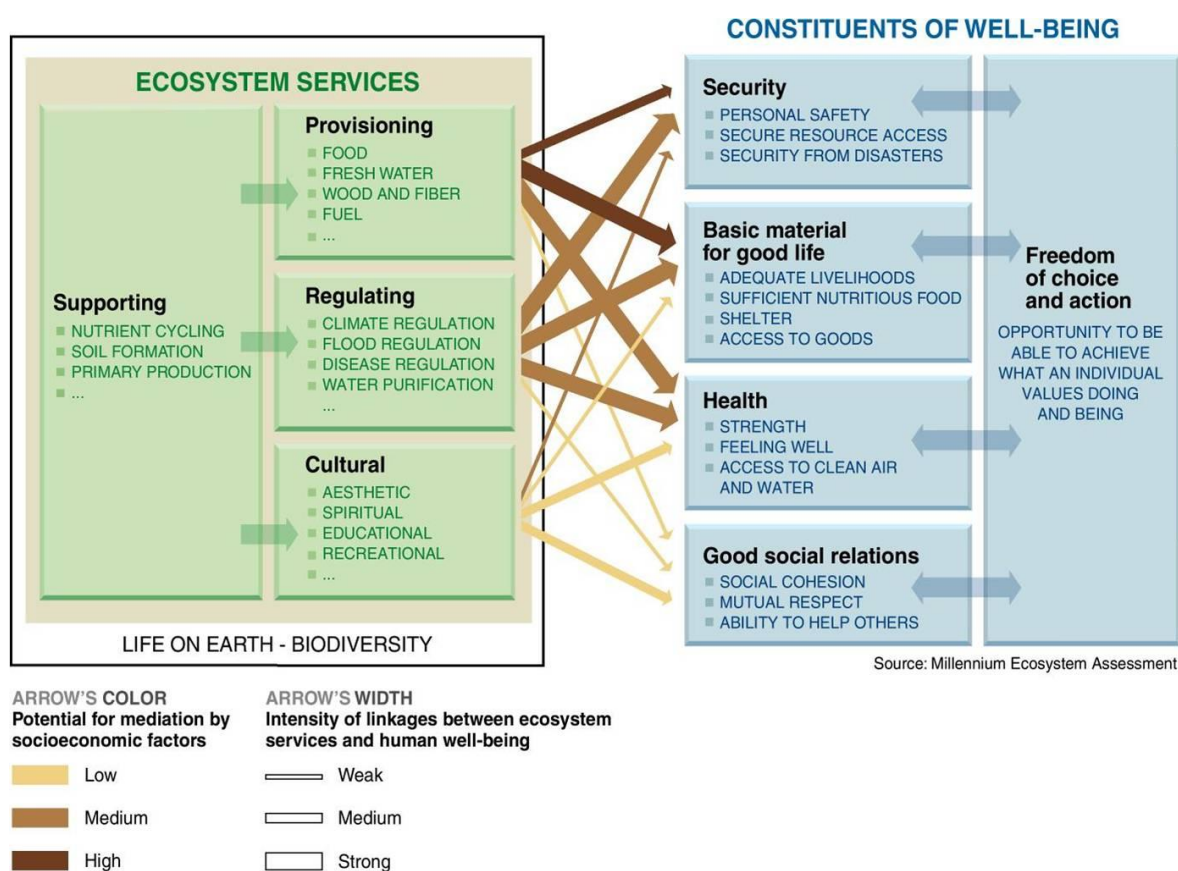 CONSTITUENTS OF WELL-BEING
ECOSYSTEM SERVICES
Supporting
NUTRIENT CYCLING
SOIL FORMATION
PRIMARY PRODUCTION
...
Provisioning
FOOD
FRESH WATER
WOOD AND FIBER
FUEL
...
Regulating
CLIMATE REGULATION
FLOOD REGULATION
DISEASE REGULATION
WATER PURIFICATION
...
Cultural
AESTHETIC
SPIRITUAL
EDUCATIONAL
RECREATIONAL
...
LIFE ON EARTH - BIODIVERSITY
Security
PERSONAL SAFETY
SECURE RESOURCE ACCESS
SECURITY FROM DISASTERS
Basic material
for good life
ADEQUATE LIVELIHOODS
SUFFICIENT NUTRITIOUS FOOD
SHELTER
ACCESS TO GOODS
Health
STRENGTH
FEELING WELL
ACCESS TO CLEAN AIR
AND WATER
Good social relations
SOCIAL COHESION
MUTUAL RESPECT
ABILITY TO HELP OTHERS
Freedom
of choice
and action
OPPORTUNITY TO BE
ABLE TO ACHIEVE
WHAT AN INDIVIDUAL
VALUES DOING
AND BEING
Source: Millennium Ecosystem Assessment
ARROW'S COLOR
Potential for mediation by
socioeconomic factors
Low
Medium
High
ARROW'S WIDTH
Intensity of linkages between ecosystem
services and human well-being
Weak
Medium
Strong